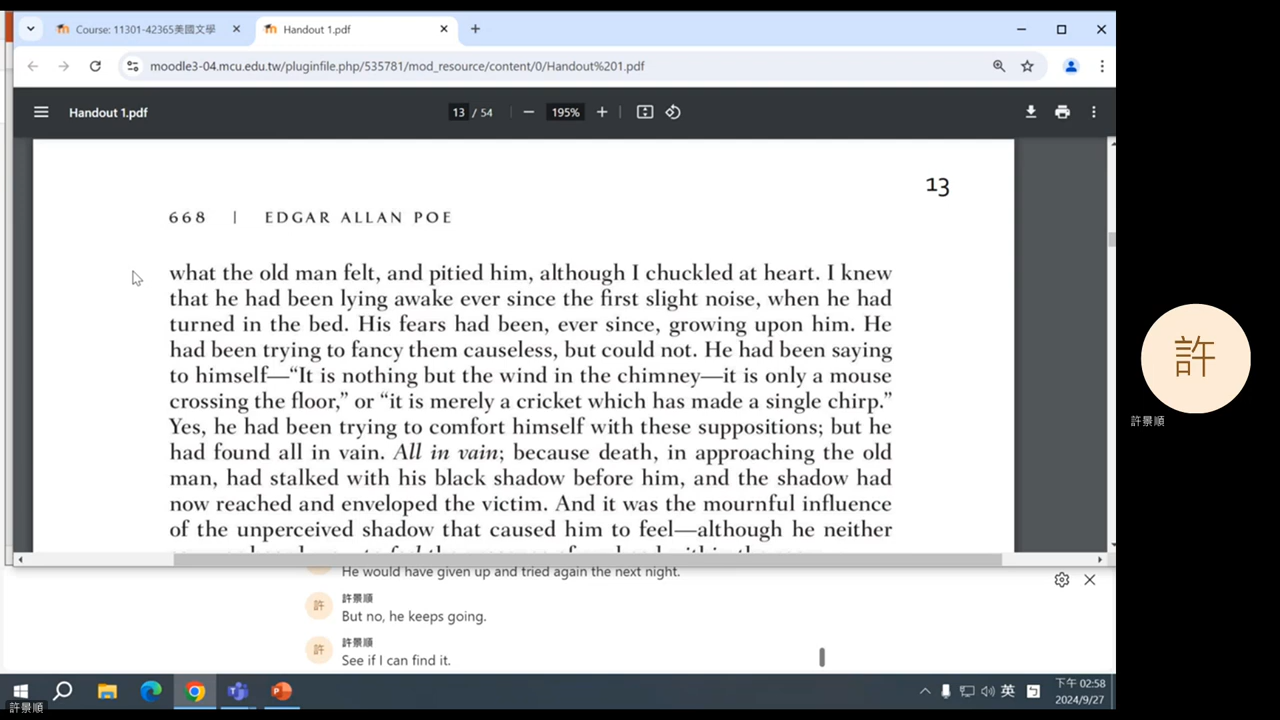 Course: 11301-42365美國文學
Handout 1.pdf
moodle3-04.mcu.edu.tw/pluginfile.php/535781/mod_resource/content/0/Handout%201.pdf
Handout 1.pdf
13 / 54
195%
13
668 | EDGAR ALLAN POE
what the old man felt, and pitied him, although I chuckled at heart. I knew
that he had been lying awake ever since the first slight noise, when he had
turned in the bed. His fears had been, ever since, growing upon him. He
had been trying to fancy them causeless, but could not. He had been saying
to himself—“It is nothing but the wind in the chimney—it is only a mouse
crossing the floor,” or “it is merely a cricket which has made a single chirp.”
Yes, he had been trying to comfort himself with these suppositions; but he
had found all in vain. All in vain; because death, in approaching the old
man, had stalked with his black shadow before him, and the shadow had
now reached and enveloped the victim. And it was the mournful influence
of the unperceived shadow that caused him to feel—although he neither
許
許景順
He would have given up and tried again the next night.
許
許景順
But no, he keeps going.
許
許景順
See if I can find it.
英
下午 02:58
2024/9/27
許景順